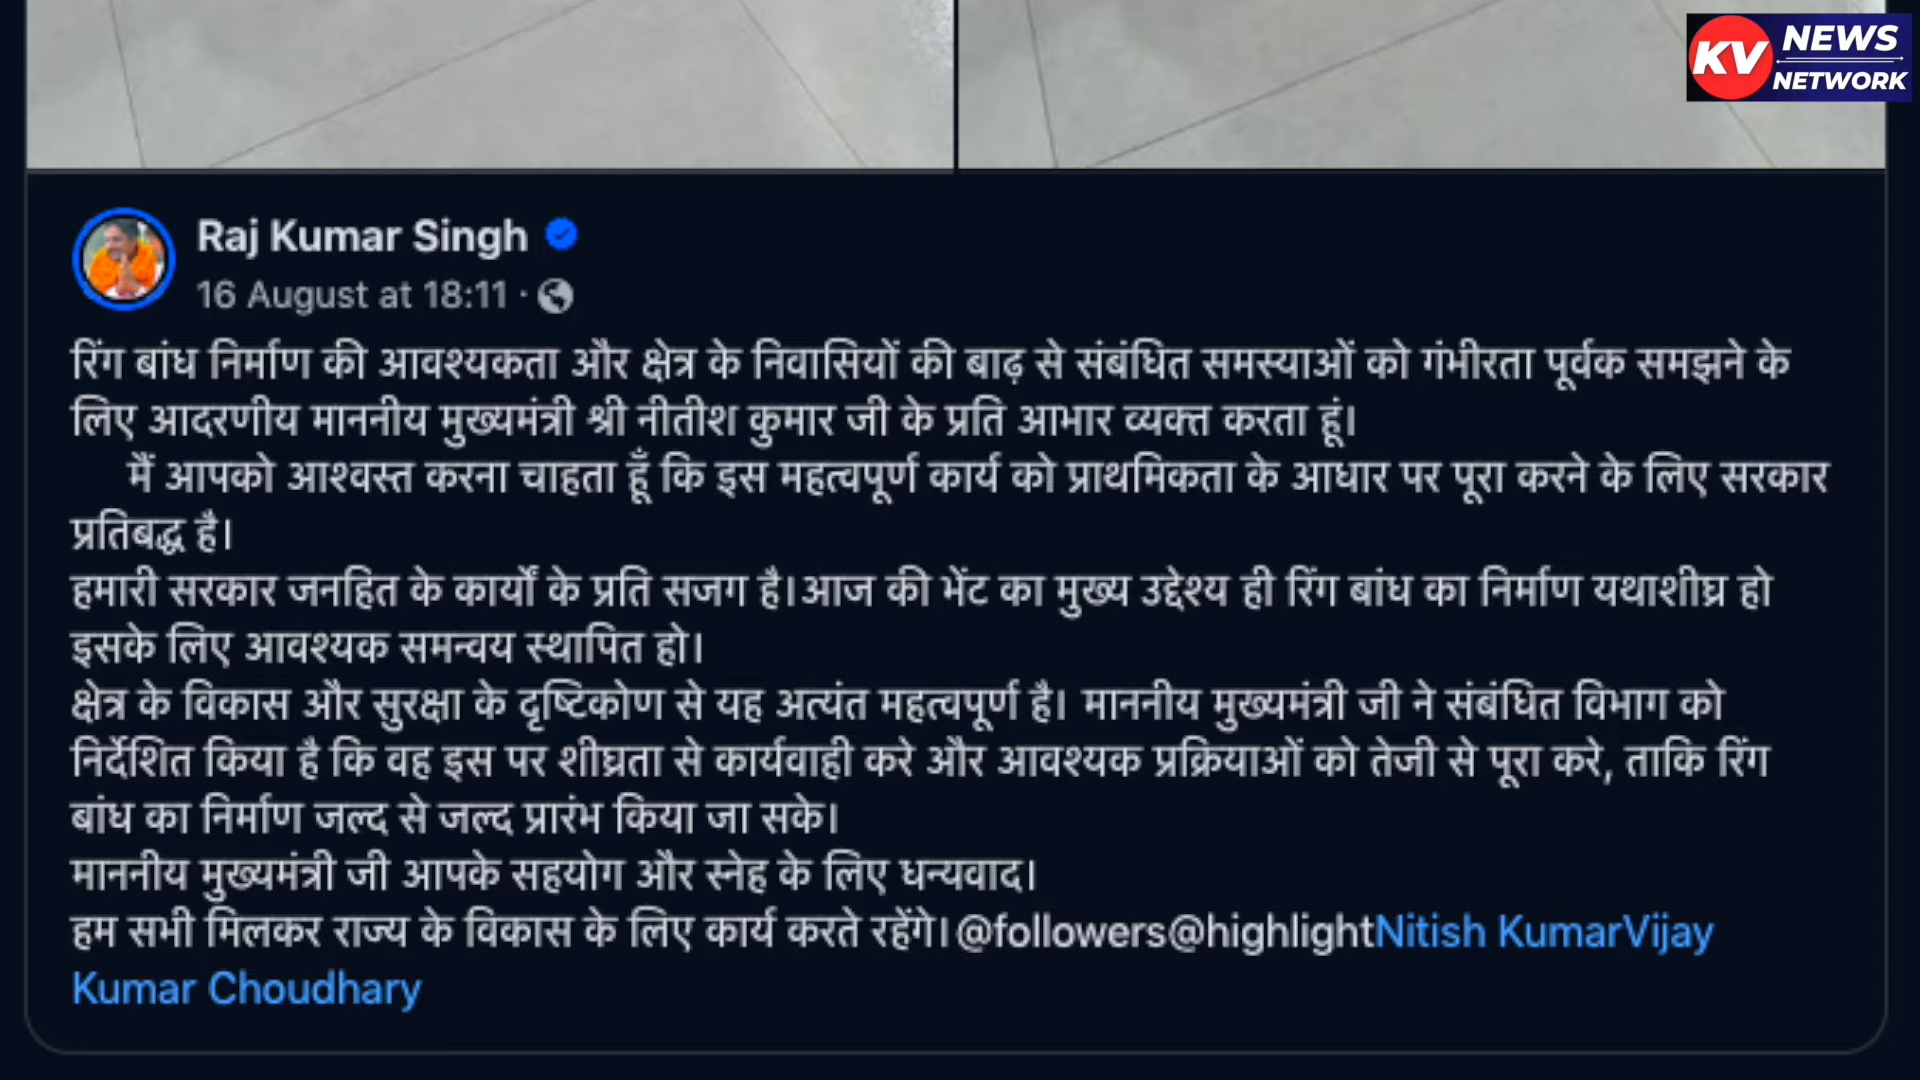 KV NEWS
NETWORK
Raj Kumar Singh
16 August at 18:11 ·
रिंग बांध निर्माण की आवश्यकता और क्षेत्र के निवासियों की बाढ़ से संबंधित समस्याओं को गंभीरता पूर्वक समझने के
लिए आदरणीय माननीय मुख्यमंत्री श्री नीतीश कुमार जी के प्रति आभार व्यक्त करता हूं।
मैं आपको आश्वस्त करना चाहता हूँ कि इस महत्वपूर्ण कार्य को प्राथमिकता के आधार पर पूरा करने के लिए सरकार
प्रतिबद्ध है।
हमारी सरकार जनहित के कार्यों के प्रति सजग है।आज की भेंट का मुख्य उद्देश्य ही रिंग बांध का निर्माण यथाशीघ्र हो
इसके लिए आवश्यक समन्वय स्थापित हो।
क्षेत्र के विकास और सुरक्षा के दृष्टिकोण से यह अत्यंत महत्वपूर्ण है। माननीय मुख्यमंत्री जी ने संबंधित विभाग को
निर्देशित किया है कि वह इस पर शीघ्रता से कार्यवाही करे और आवश्यक प्रक्रियाओं को तेजी से पूरा करे, ताकि रिंग
बांध का निर्माण जल्द से जल्द प्रारंभ किया जा सके।
माननीय मुख्यमंत्री जी आपके सहयोग और स्नेह के लिए धन्यवाद।
हम सभी मिलकर राज्य के विकास के लिए कार्य करते रहेंगे।@followers@highlightNitish KumarVijay
Kumar Choudhary